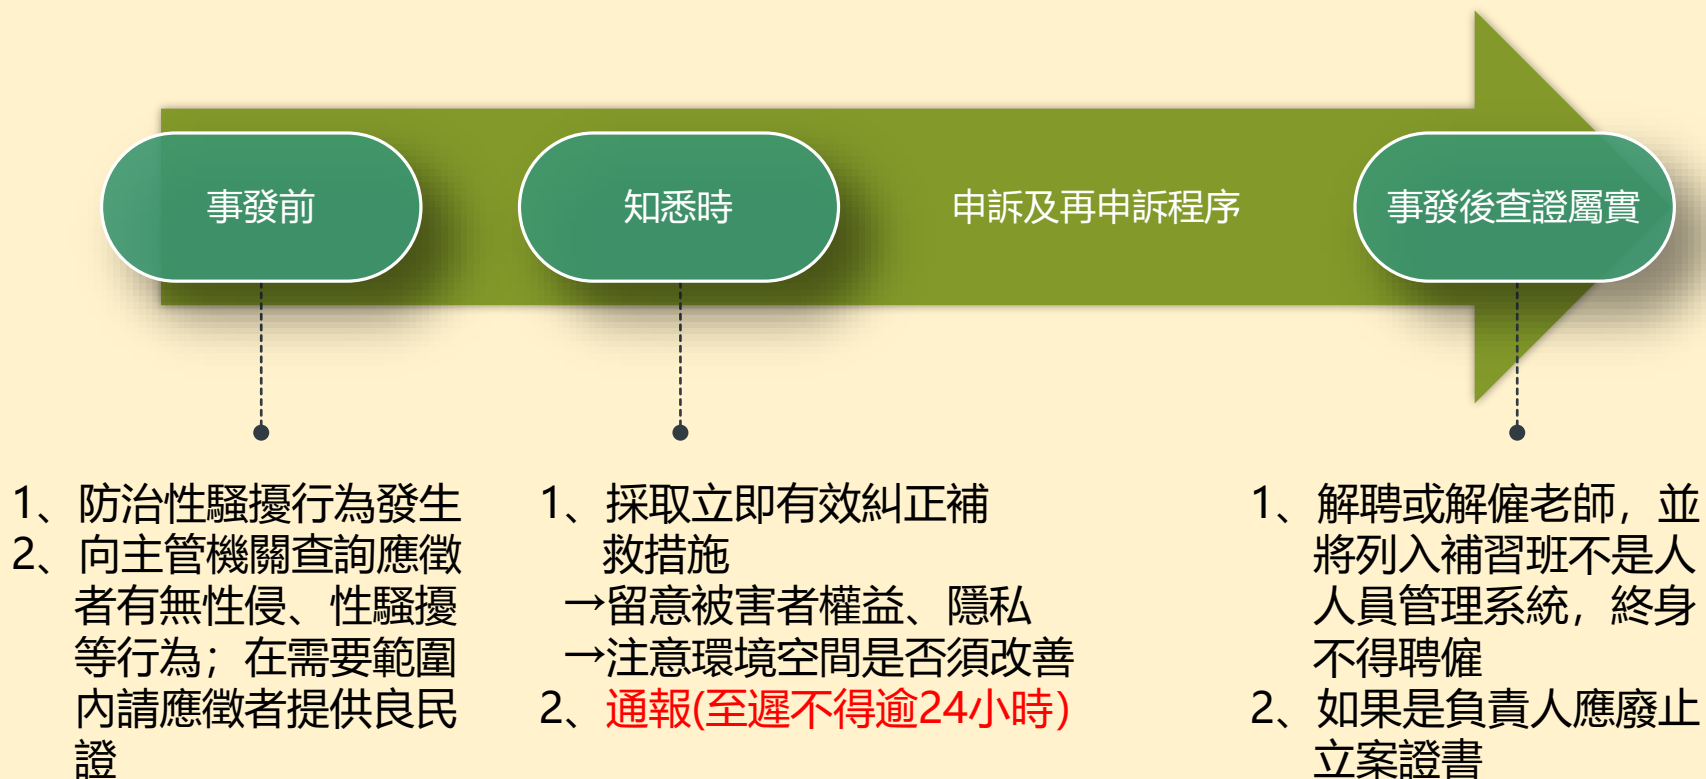 事發前
知悉時
申訴及再申訴程序
事發後查證屬實
1、防治性騷擾行為發生
2、向主管機關查詢應徵
者有無性侵、性騷擾
等行為；在需要範圍
內請應徵者提供良民
證
1、採取立即有效糾正補
救措施
→留意被害者權益、隱私
→注意環境空間是否須改善
2、通報(至遲不得逾24小時）
1、解聘或解僱老師，並
將列入補習班不是人
人員管理系統，終身
不得聘僱
2、如果是負責人應廢止
立案證書